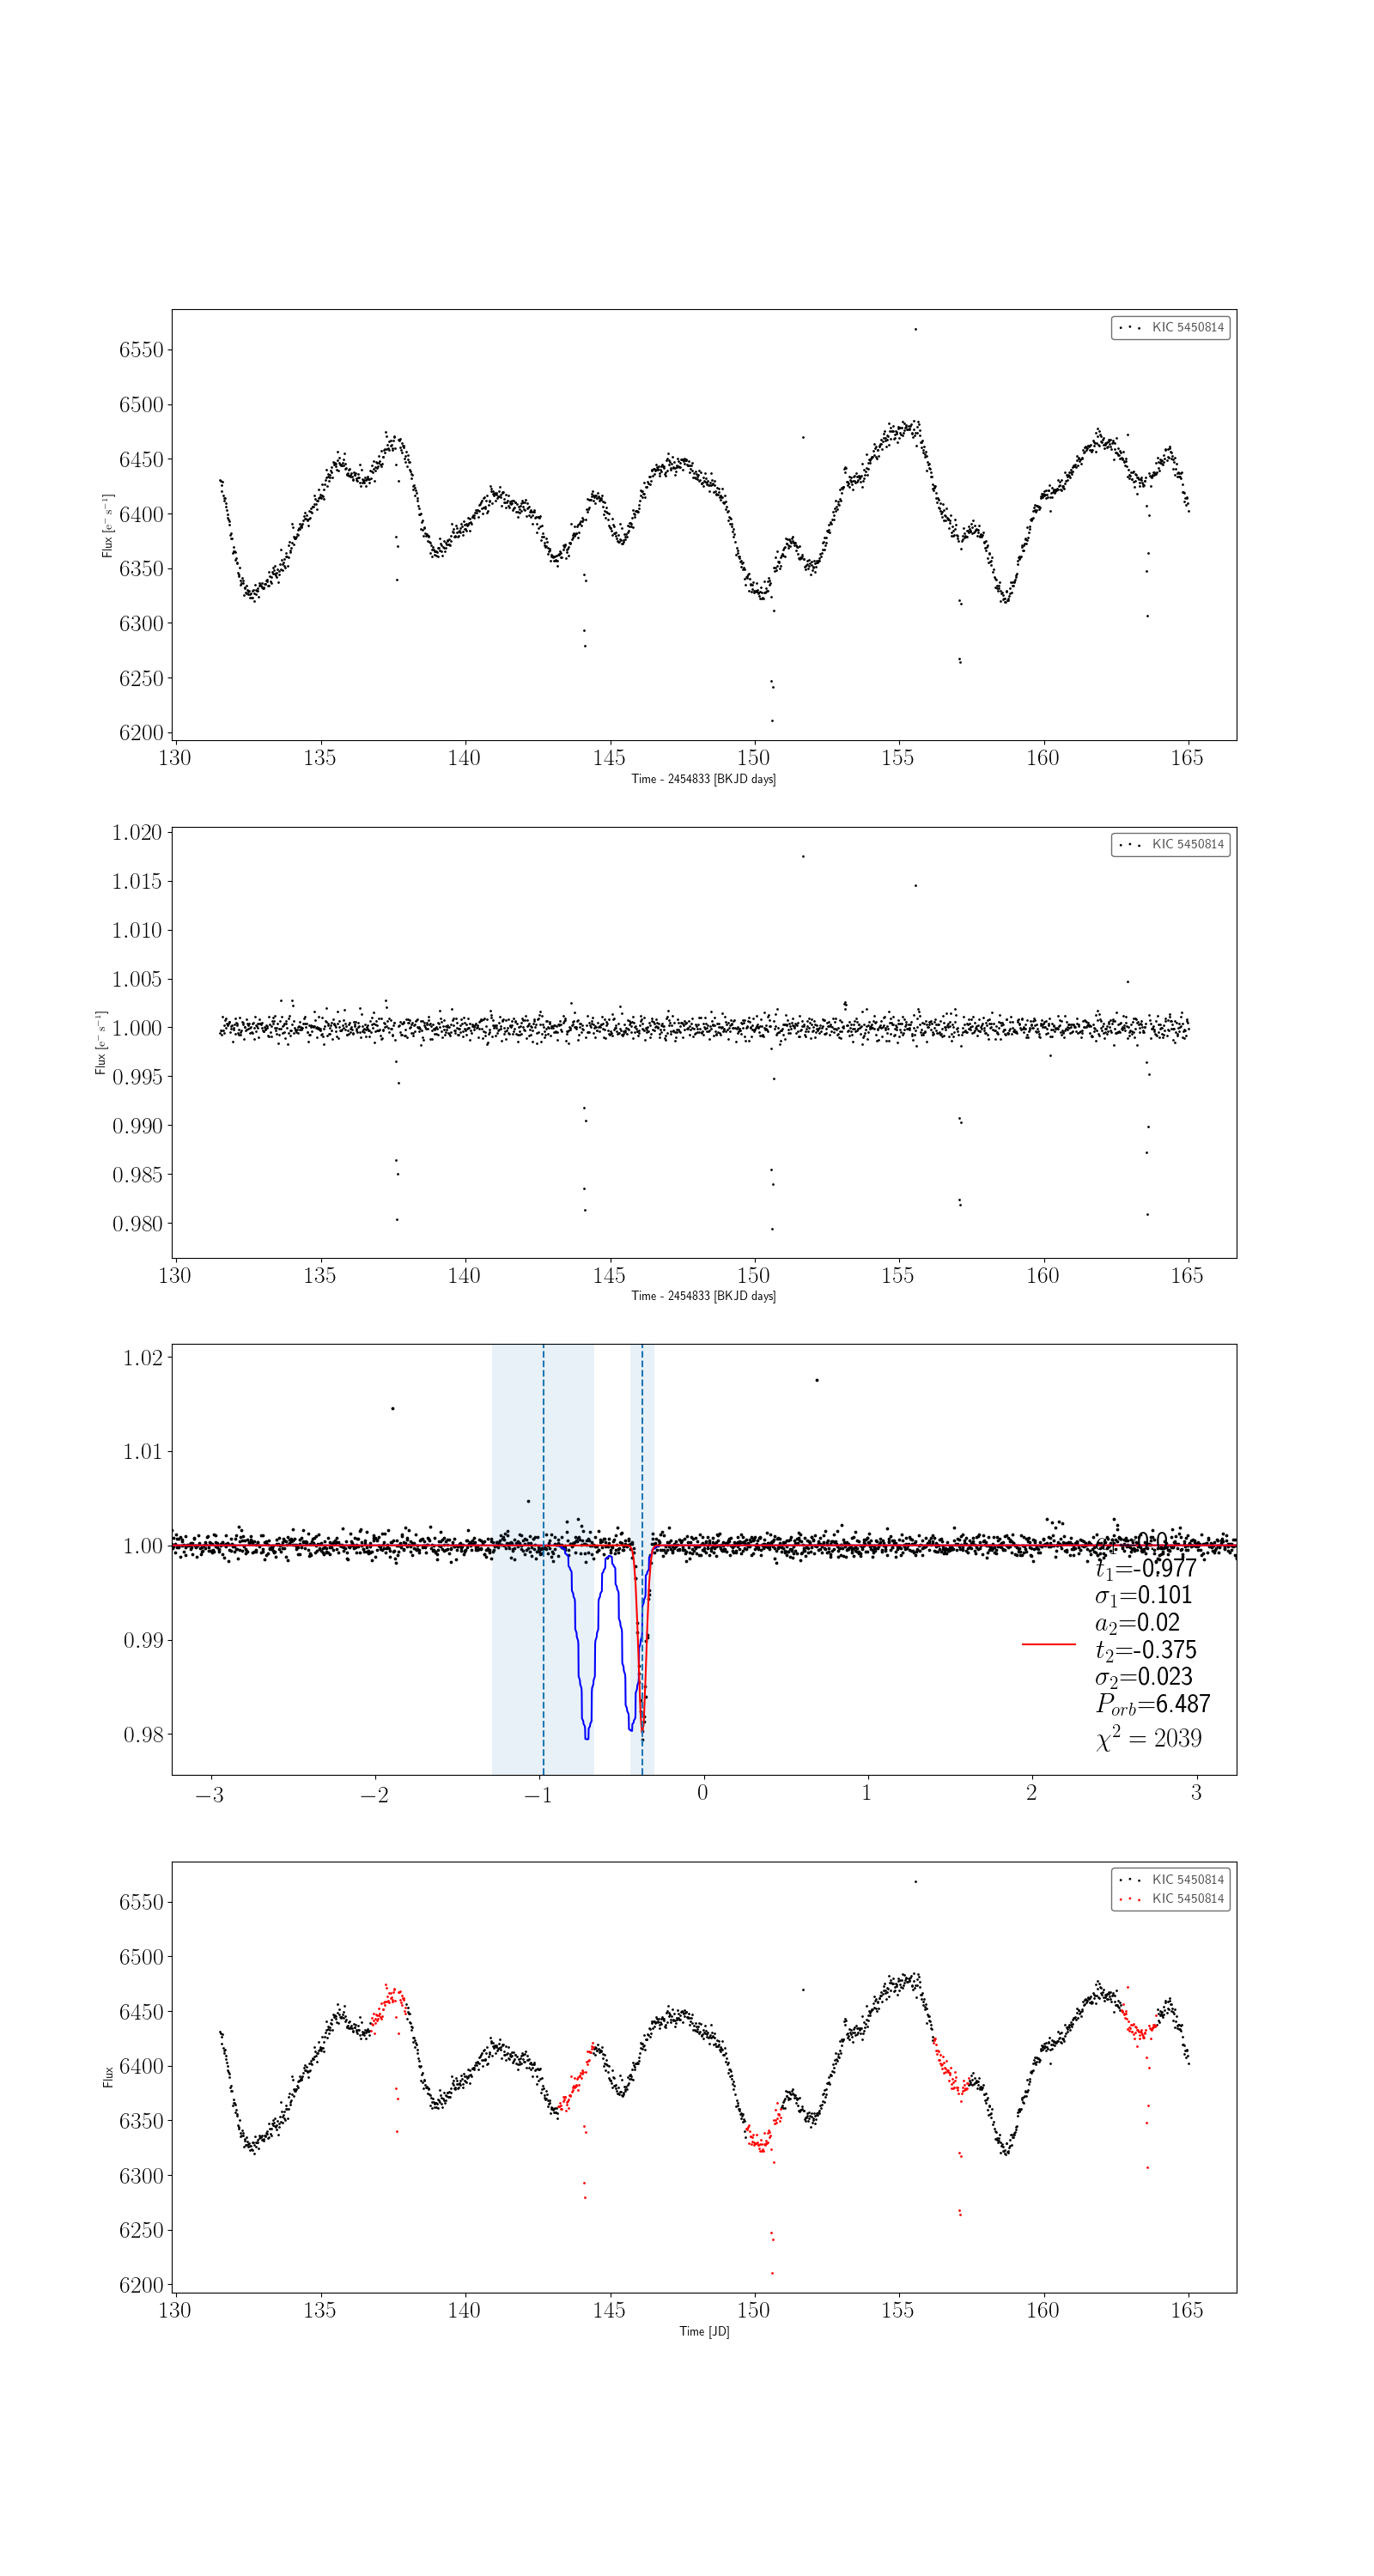 KIC 5450814
6550
6500
6450
6400
6350
6300
6250
6200
Flux [e⁻ s⁻¹]
130 135 140 145 150 155 160 165
Time - 2454833 [BKJD days]
KIC 5450814
1.020
1.015
1.010
1.005
1.000
0.995
0.990
0.985
0.980
Flux [e⁻ s⁻¹]
130 135 140 145 150 155 160 165
Time - 2454833 [BKJD days]
1.02
1.01
1.00
0.99
0.98
t₁=-0.977
σ₁=0.101
a₂=0.02
t₂=-0.375
σ₂=0.023
P_orb=6.487
χ² = 2039
−3 −2 −1 0 1 2 3
KIC 5450814
KIC 5450814
6550
6500
6450
6400
6350
6300
6250
6200
Flux
130 135 140 145 150 155 160 165
Time [JD]